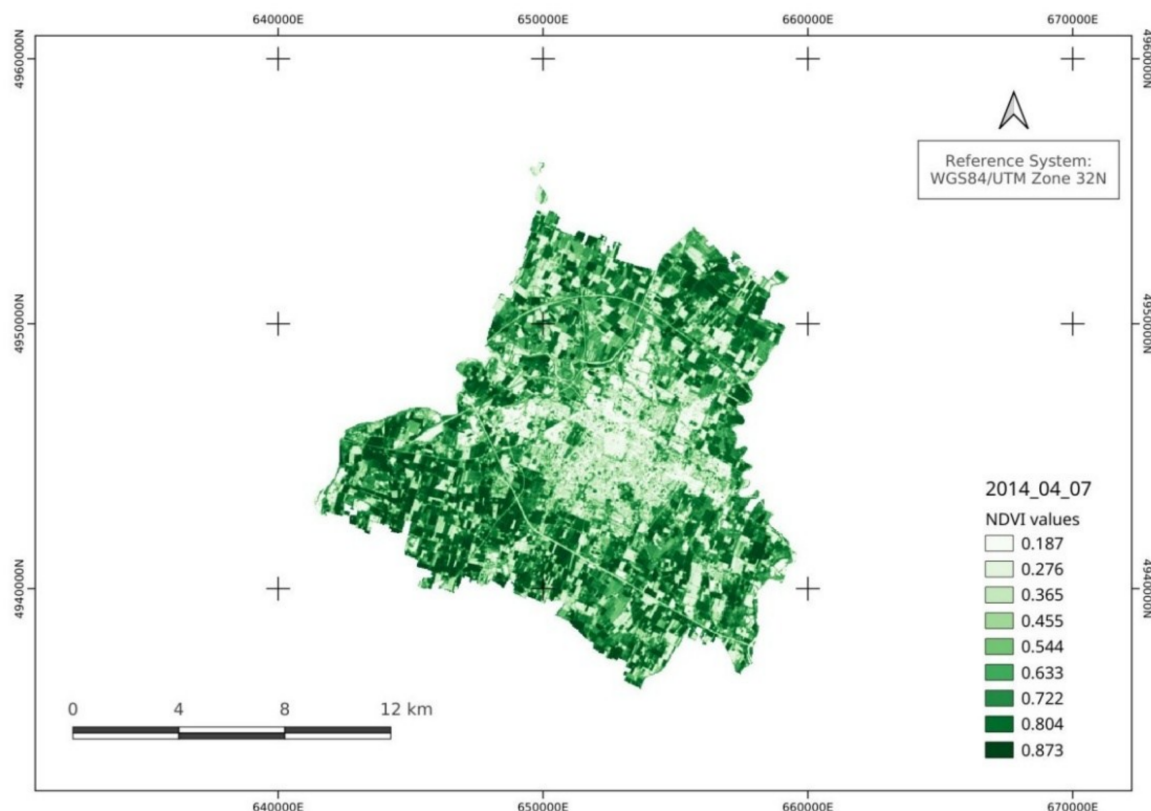 640000E 650000E 660000E 670000E
4960000N 4960000N
Reference System:
WGS84/UTM Zone 32N
4950000N 4950000N
2014_04_07
NDVI values
0.187
0.276
0.365
0.455
0.544
0.633
0.722
0.804
0.873
4940000N 4940000N
0 4 8 12 km
640000E 650000E 660000E 670000E